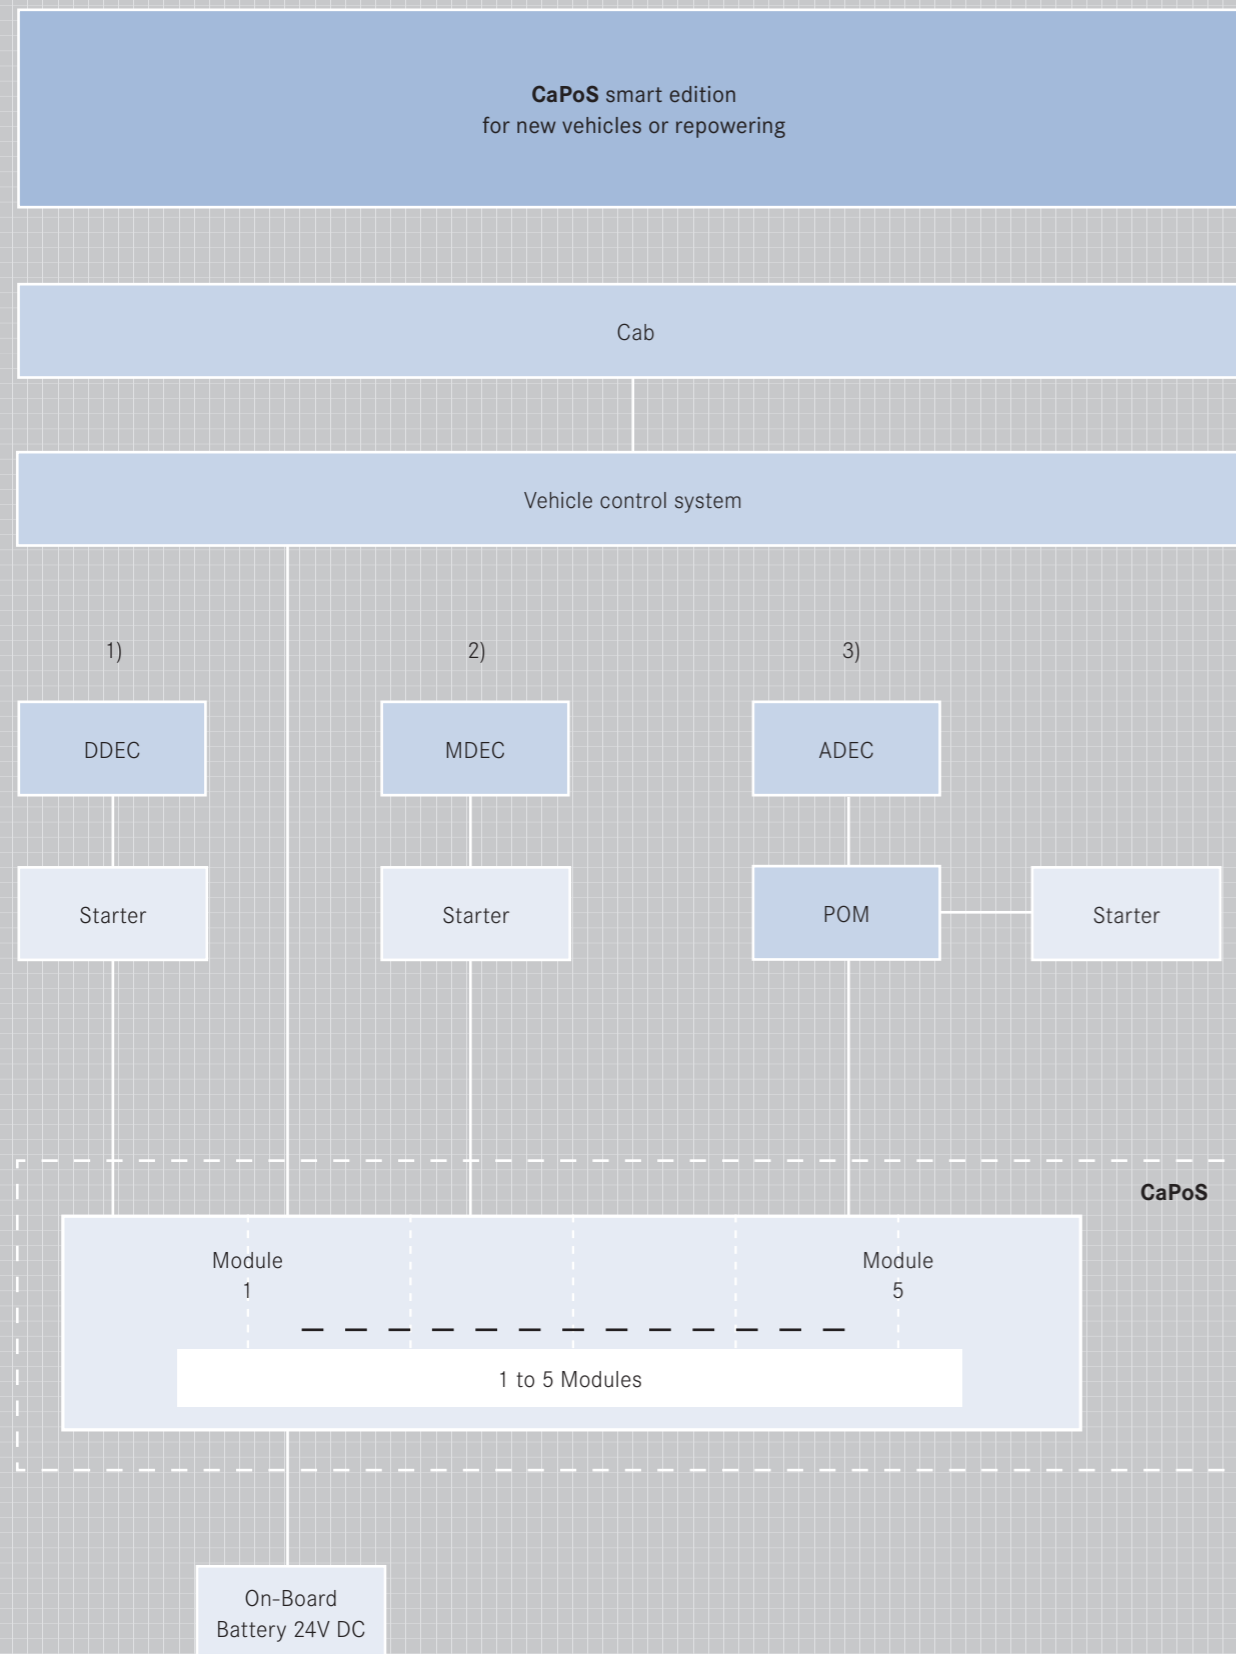 CaPoS smart edition
for new vehicles or repowering
Cab
Vehicle control system
1)
2)
3)
DDEC
MDEC
ADEC
Starter
Starter
POM
Starter
CaPoS
Module
1
Module
5
1 to 5 Modules
On-Board
Battery 24V DC